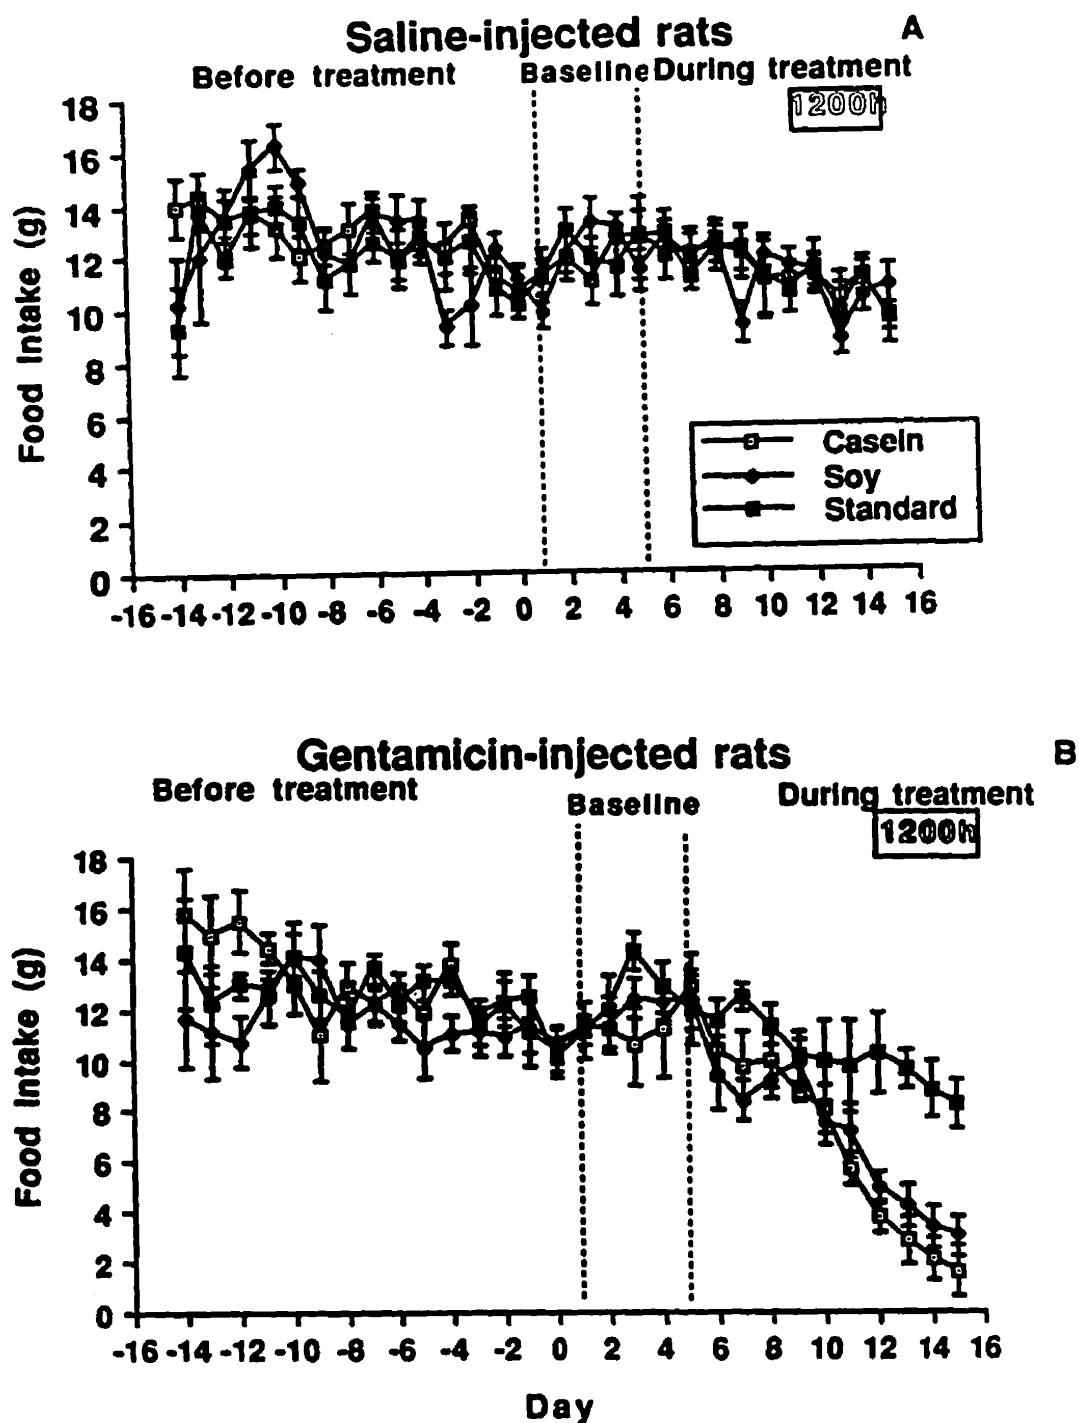 Saline-injected rats A
Before treatment Baseline During treatment
1200h
18
16
14
12
10
8
6
4
2
0
Food Intake (g)
Casein
Soy
Standard
-16 -14 -12 -10 -8 -6 -4 -2 0 2 4 6 8 10 12 14 16
Gentamicin-injected rats B
Before treatment Baseline During treatment
1200h
18
16
14
12
10
8
6
4
2
0
Food Intake (g)
-16 -14 -12 -10 -8 -6 -4 -2 0 2 4 6 8 10 12 14 16
Day